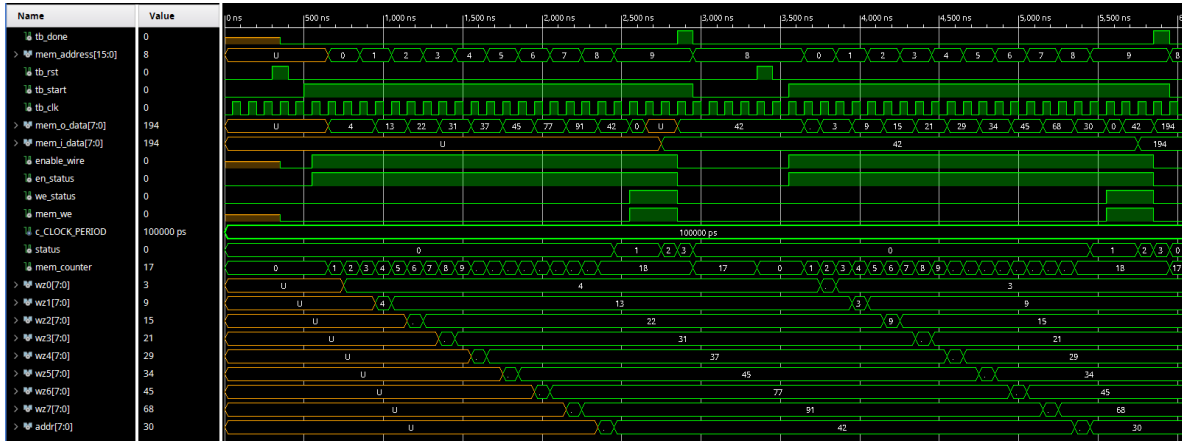 Name Value 0 ns 500 ns 1,000 ns 1,500 ns 2,000 ns 2,500 ns 3,000 ns 3,500 ns 4,000 ns 4,500 ns 5,000 ns 5,500 ns
tb_done 0
mem_address[15:0] 8 U 0 1 2 3 4 5 6 7 8 9 8 0 1 2 3 4 5 6 7 8 9 8
tb_rst 0
tb_start 0
tb_clk 0
mem_o_data[7:0] 194 U 4 13 22 31 37 45 77 91 42 0 U 42 . 3 9 15 21 29 34 45 68 30 0 42 194
mem_i_data[7:0] 194 U 42 194
enable_wire 0
en_status 0
we_status 0
mem_we 0
c_CLOCK_PERIOD 100000 ps 100000 ps
status 0 0 1 2 3 0 1 2 3 0
mem_counter 17 0 1 2 3 4 5 6 7 8 9 . . . . . . . . 18 17 . 0 1 2 3 4 5 6 7 8 9 . . . . . . . . 18 17
wz0[7:0] 3 U 4 . 3
wz1[7:0] 9 U 4 13 3 9
wz2[7:0] 15 U . 22 9 15
wz3[7:0] 21 U . 31 . 21
wz4[7:0] 29 U . 37 . 29
wz5[7:0] 34 U . 45 . 34
wz6[7:0] 45 U . 77 . 45
wz7[7:0] 68 U . 91 . 68
addr[7:0] 30 U . 42 . 30